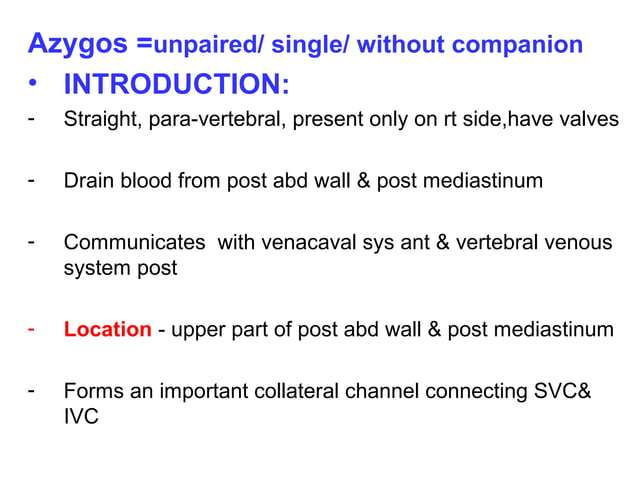 Azygos =unpaired/ single/ without companion
• INTRODUCTION:
- Straight, para-vertebral, present only on rt side,have valves
- Drain blood from post abd wall & post mediastinum
- Communicates  with venacaval sys ant & vertebral venous
system post
- Location - upper part of post abd wall & post mediastinum
- Forms an important collateral channel connecting SVC&
IVC